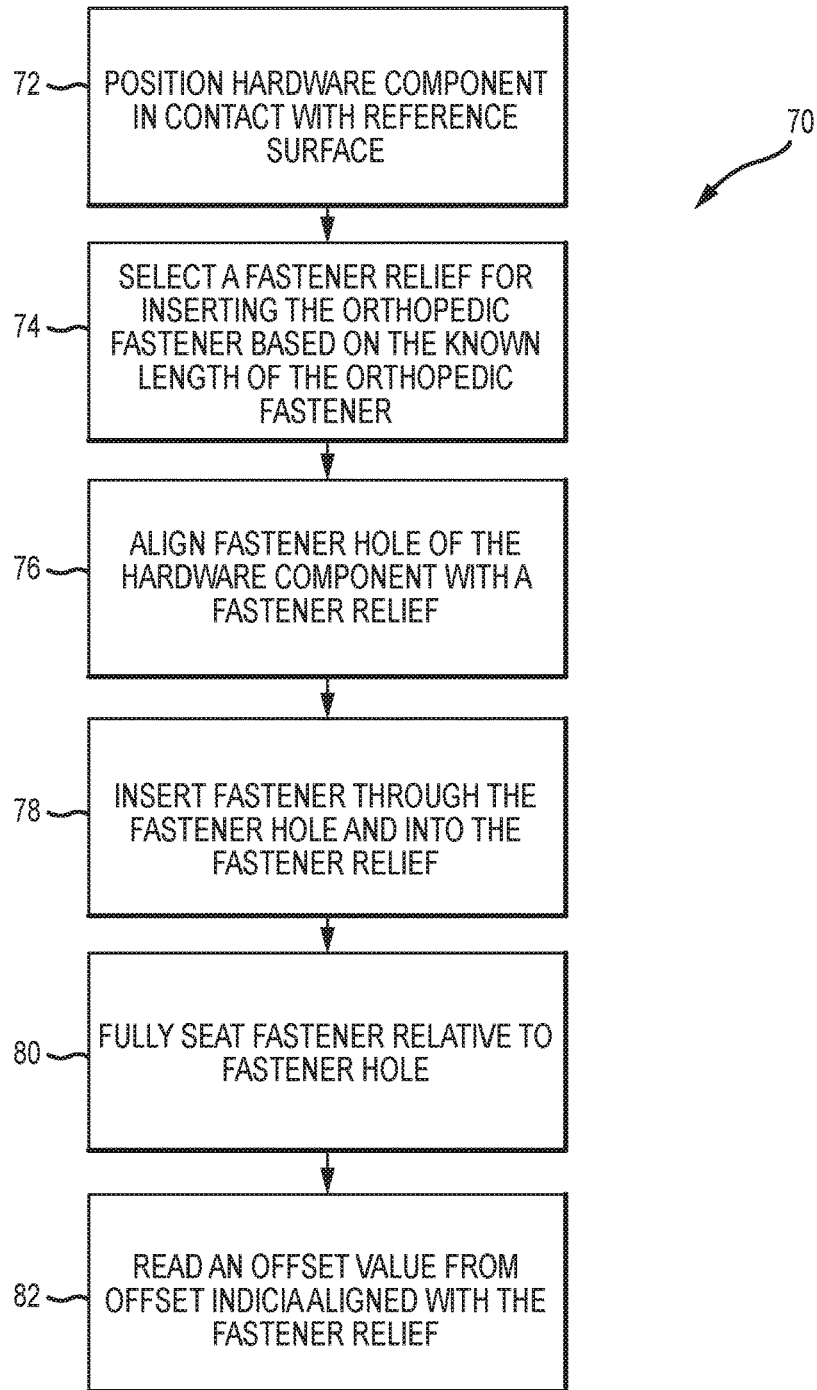 72
POSITION HARDWARE COMPONENT
IN CONTACT WITH REFERENCE
SURFACE
70
74
SELECT A FASTENER RELIEF FOR
INSERTING THE ORTHOPEDIC
FASTENER BASED ON THE KNOWN
LENGTH OF THE ORTHOPEDIC
FASTENER
76
ALIGN FASTENER HOLE OF THE
HARDWARE COMPONENT WITH A
FASTENER RELIEF
78
INSERT FASTENER THROUGH THE
FASTENER HOLE AND INTO THE
FASTENER RELIEF
80
FULLY SEAT FASTENER RELATIVE TO
FASTENER HOLE
82
READ AN OFFSET VALUE FROM
OFFSET INDICIA ALIGNED WITH THE
FASTENER RELIEF